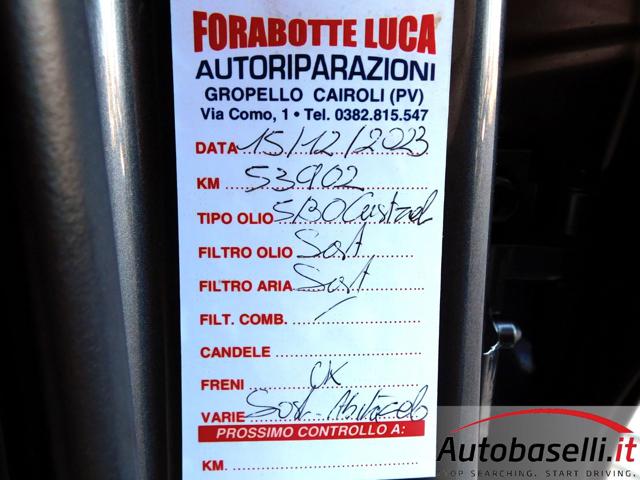 FORABOTTE LUCA
AUTORIPARAZIONI
GROPELLO CAIROLI (PV)
Via Como, 1 • Tel. 0382.815.547
DATA 15/12/2023
KM 53902
TIPO OLIO 5/30 Castrol
FILTRO OLIO Sost
FILTRO ARIA Sost
FILT. COMB. /
CANDELE
FRENI OK
VARIE Sost. Abitacolo
PROSSIMO CONTROLLO A:
KM.
Autobaselli.it
STOP SEARCHING. START DRIVING.